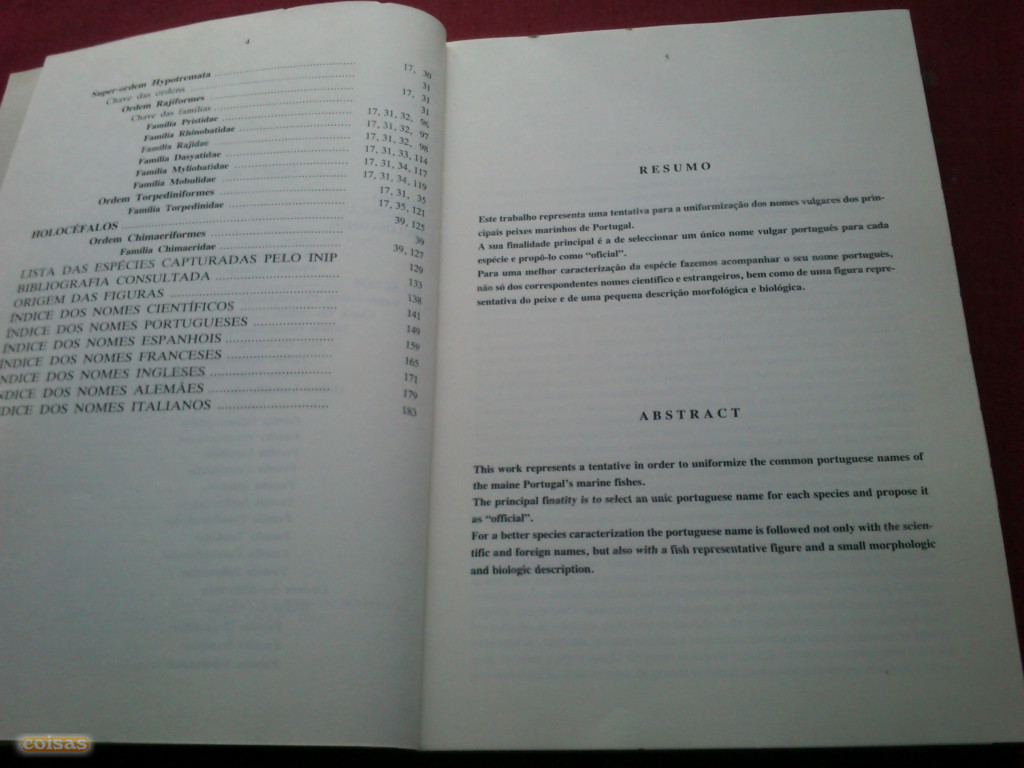 4
Super-ordem Hypotremata ........ 17, 30
Chave das ordens ........ 31
Ordem Rajiformes ........ 17, 31
Chave das famílias ........ 31
Família Pristidae ........ 17, 31, 32, 96
Família Rhinobatidae ........ 17, 31, 32, 97
Família Rajidae ........ 17, 31, 32, 98
Família Dasyatidae ........ 17, 31, 33, 114
Família Myliobatidae ........ 17, 31, 34, 117
Família Mobulidae ........ 17, 31, 34, 119
Ordem Torpediniformes ........ 17, 31, 35
Família Torpedinidae ........ 17, 35, 121
HOLOCÉFALOS ........ 39, 125
Ordem Chimaeriformes ........ 39
Família Chimaeridae ........ 39, 127
LISTA DAS ESPÉCIES CAPTURADAS PELO INIP 129
BIBLIOGRAFIA CONSULTADA ........ 133
ORIGEM DAS FIGURAS ........ 138
ÍNDICE DOS NOMES CIENTÍFICOS ........ 141
ÍNDICE DOS NOMES PORTUGUESES ........ 149
ÍNDICE DOS NOMES ESPANHOIS ........ 159
ÍNDICE DOS NOMES FRANCESES ........ 165
NDICE DOS NOMES INGLESES ........ 171
NDICE DOS NOMES ALEMÃES ........ 179
DICE DOS NOMES ITALIANOS ........ 183
5
RESUMO
Este trabalho representa uma tentativa para a uniformização dos nomes vulgares dos prin-
cipais peixes marinhos de Portugal.
A sua finalidade principal é a de seleccionar um único nome vulgar português para cada
espécie e propô-lo como "oficial".
Para uma melhor caracterização da espécie fazemos acompanhar o seu nome português,
não só dos correspondentes nomes científico e estrangeiros, bem como de uma figura repre-
sentativa do peixe e de uma pequena descrição morfológica e biológica.
ABSTRACT
This work represents a tentative in order to uniformize the common portuguese names of
the maine Portugal's marine fishes.
The principal finatity is to select an unic portuguese name for each species and propose it
as "official".
For a better species caracterization the portuguese name is followed not only with the scien-
tific and foreign names, but also with a fish representative figure and a small morphologic
and biologic description.
coisas